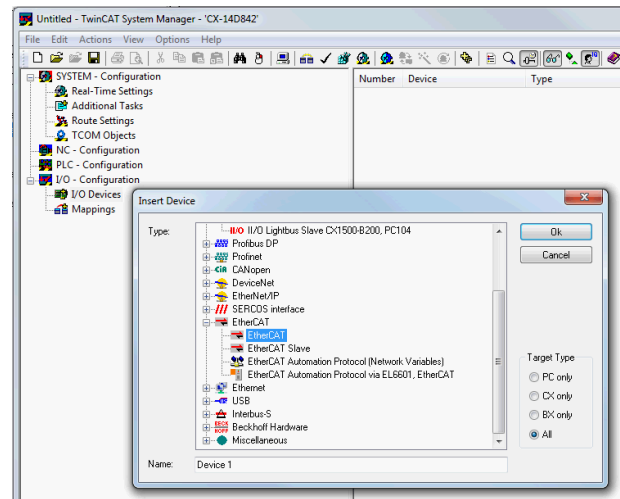 Untitled - TwinCAT System Manager - 'CX-14D842'
File Edit Actions View Options Help
SYSTEM - Configuration
Real-Time Settings
Additional Tasks
Route Settings
TCOM Objects
NC - Configuration
PLC - Configuration
I/O - Configuration
I/O Devices
Mappings
Number Device Type
Insert Device
Type:
II/O Lightbus Slave CX1500-B200, PC104
Profibus DP
Profinet
CANopen
DeviceNet
EtherNet/IP
SERCOS interface
EtherCAT
EtherCAT
EtherCAT Slave
EtherCAT Automation Protocol (Network Variables)
EtherCAT Automation Protocol via EL6601, EtherCAT
Ethernet
USB
Interbus-S
Beckhoff Hardware
Miscellaneous
Ok
Cancel
Target Type
PC only
CX only
BX only
All
Name: Device 1